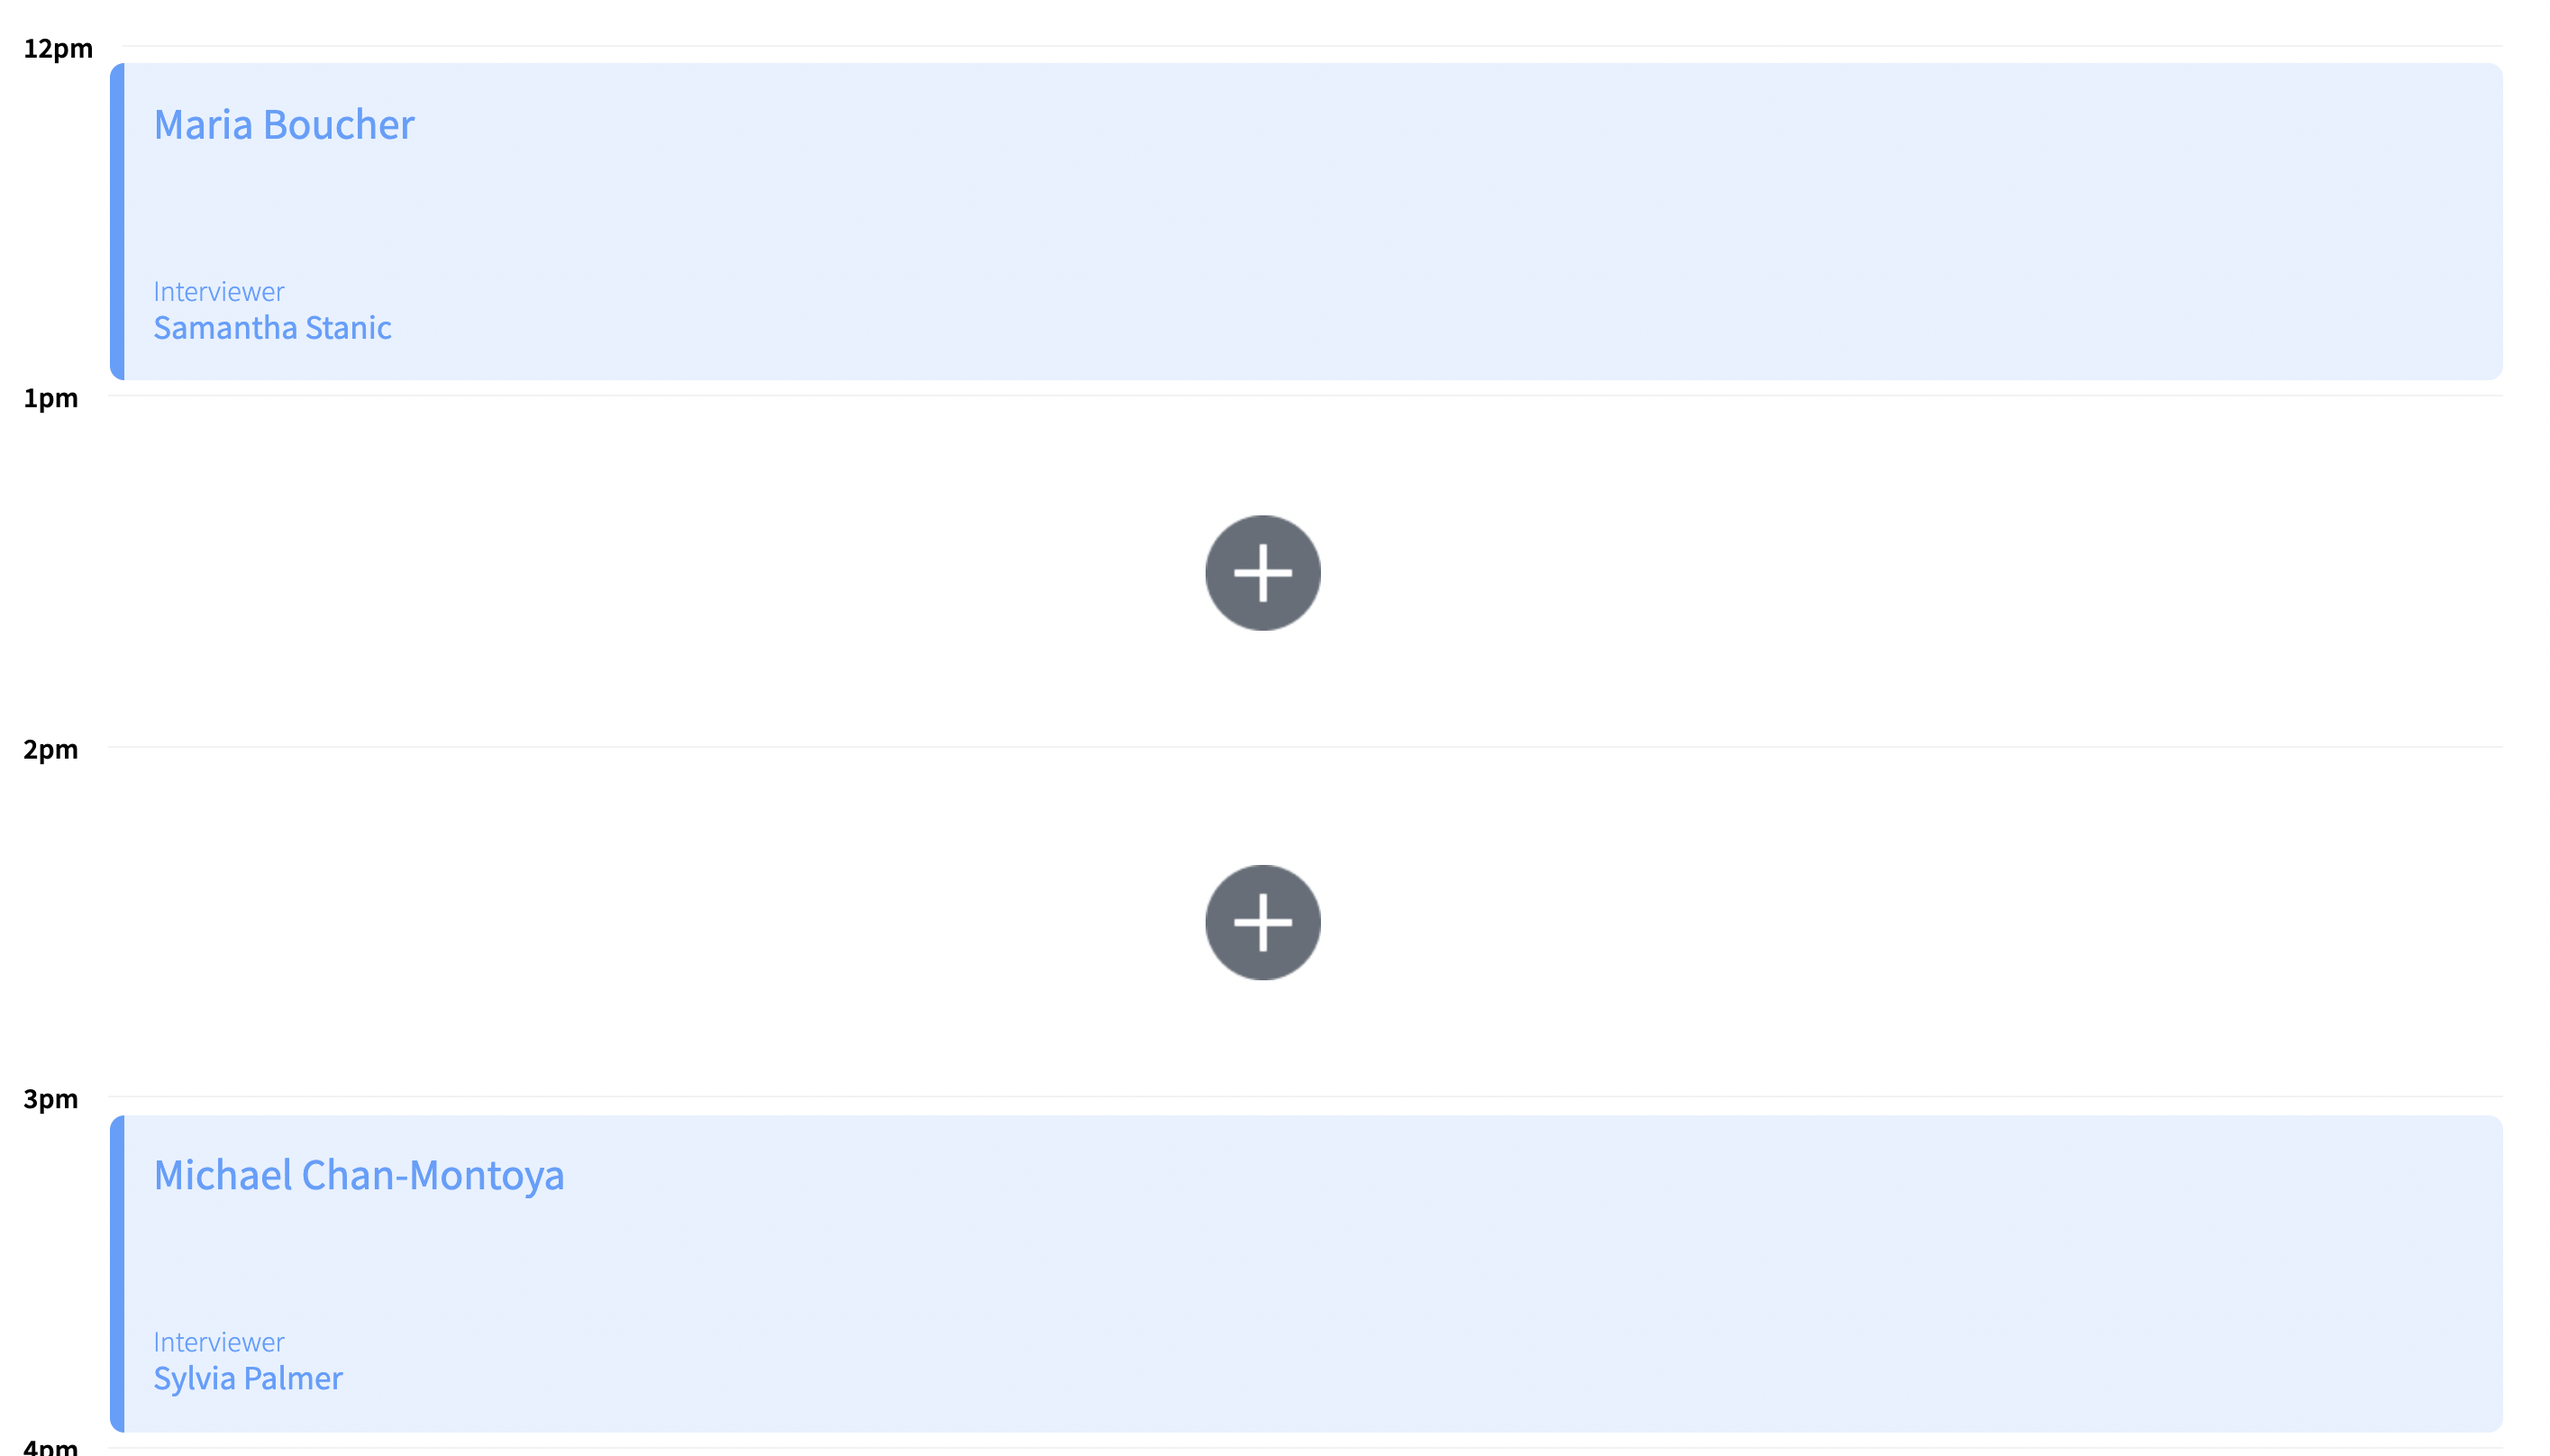 12pm
Maria Boucher
Interviewer
Samantha Stanic
1pm
2pm
3pm
Michael Chan-Montoya
Interviewer
Sylvia Palmer
4pm